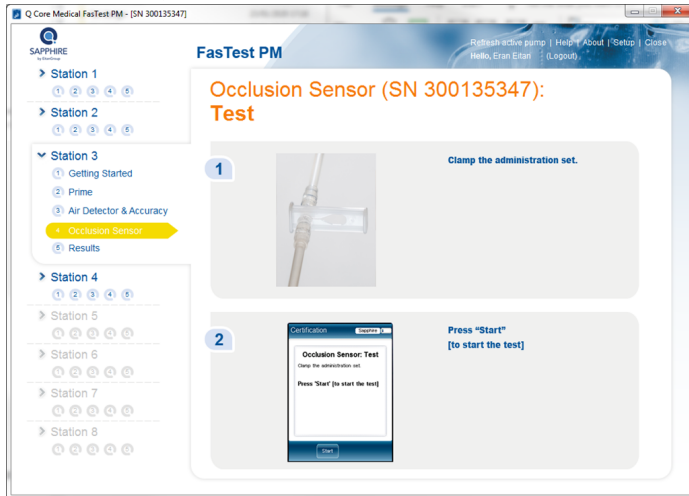 Q Core Medical FasTest PM - [SN 300135347]
SAPPHIRE
by EitanGroup
FasTest PM
Refresh active pump | Help | About | Setup | Close
Hello, Eran Eitan (Logout)
Station 1
1 2 3 4 5
Station 2
1 2 3 4 5
Station 3
1 Getting Started
2 Prime
3 Air Detector & Accuracy
Occlusion Sensor
5 Results
Station 4
1 2 3 4 5
Station 5
Station 6
Station 7
Station 8
Occlusion Sensor (SN 300135347):
Test
1
Clamp the administration set.
2
Certification
Sapphire
Occlusion Sensor: Test
Clamp the administration set.
Press 'Start' [to start the test]
Start
Press “Start”
[to start the test]